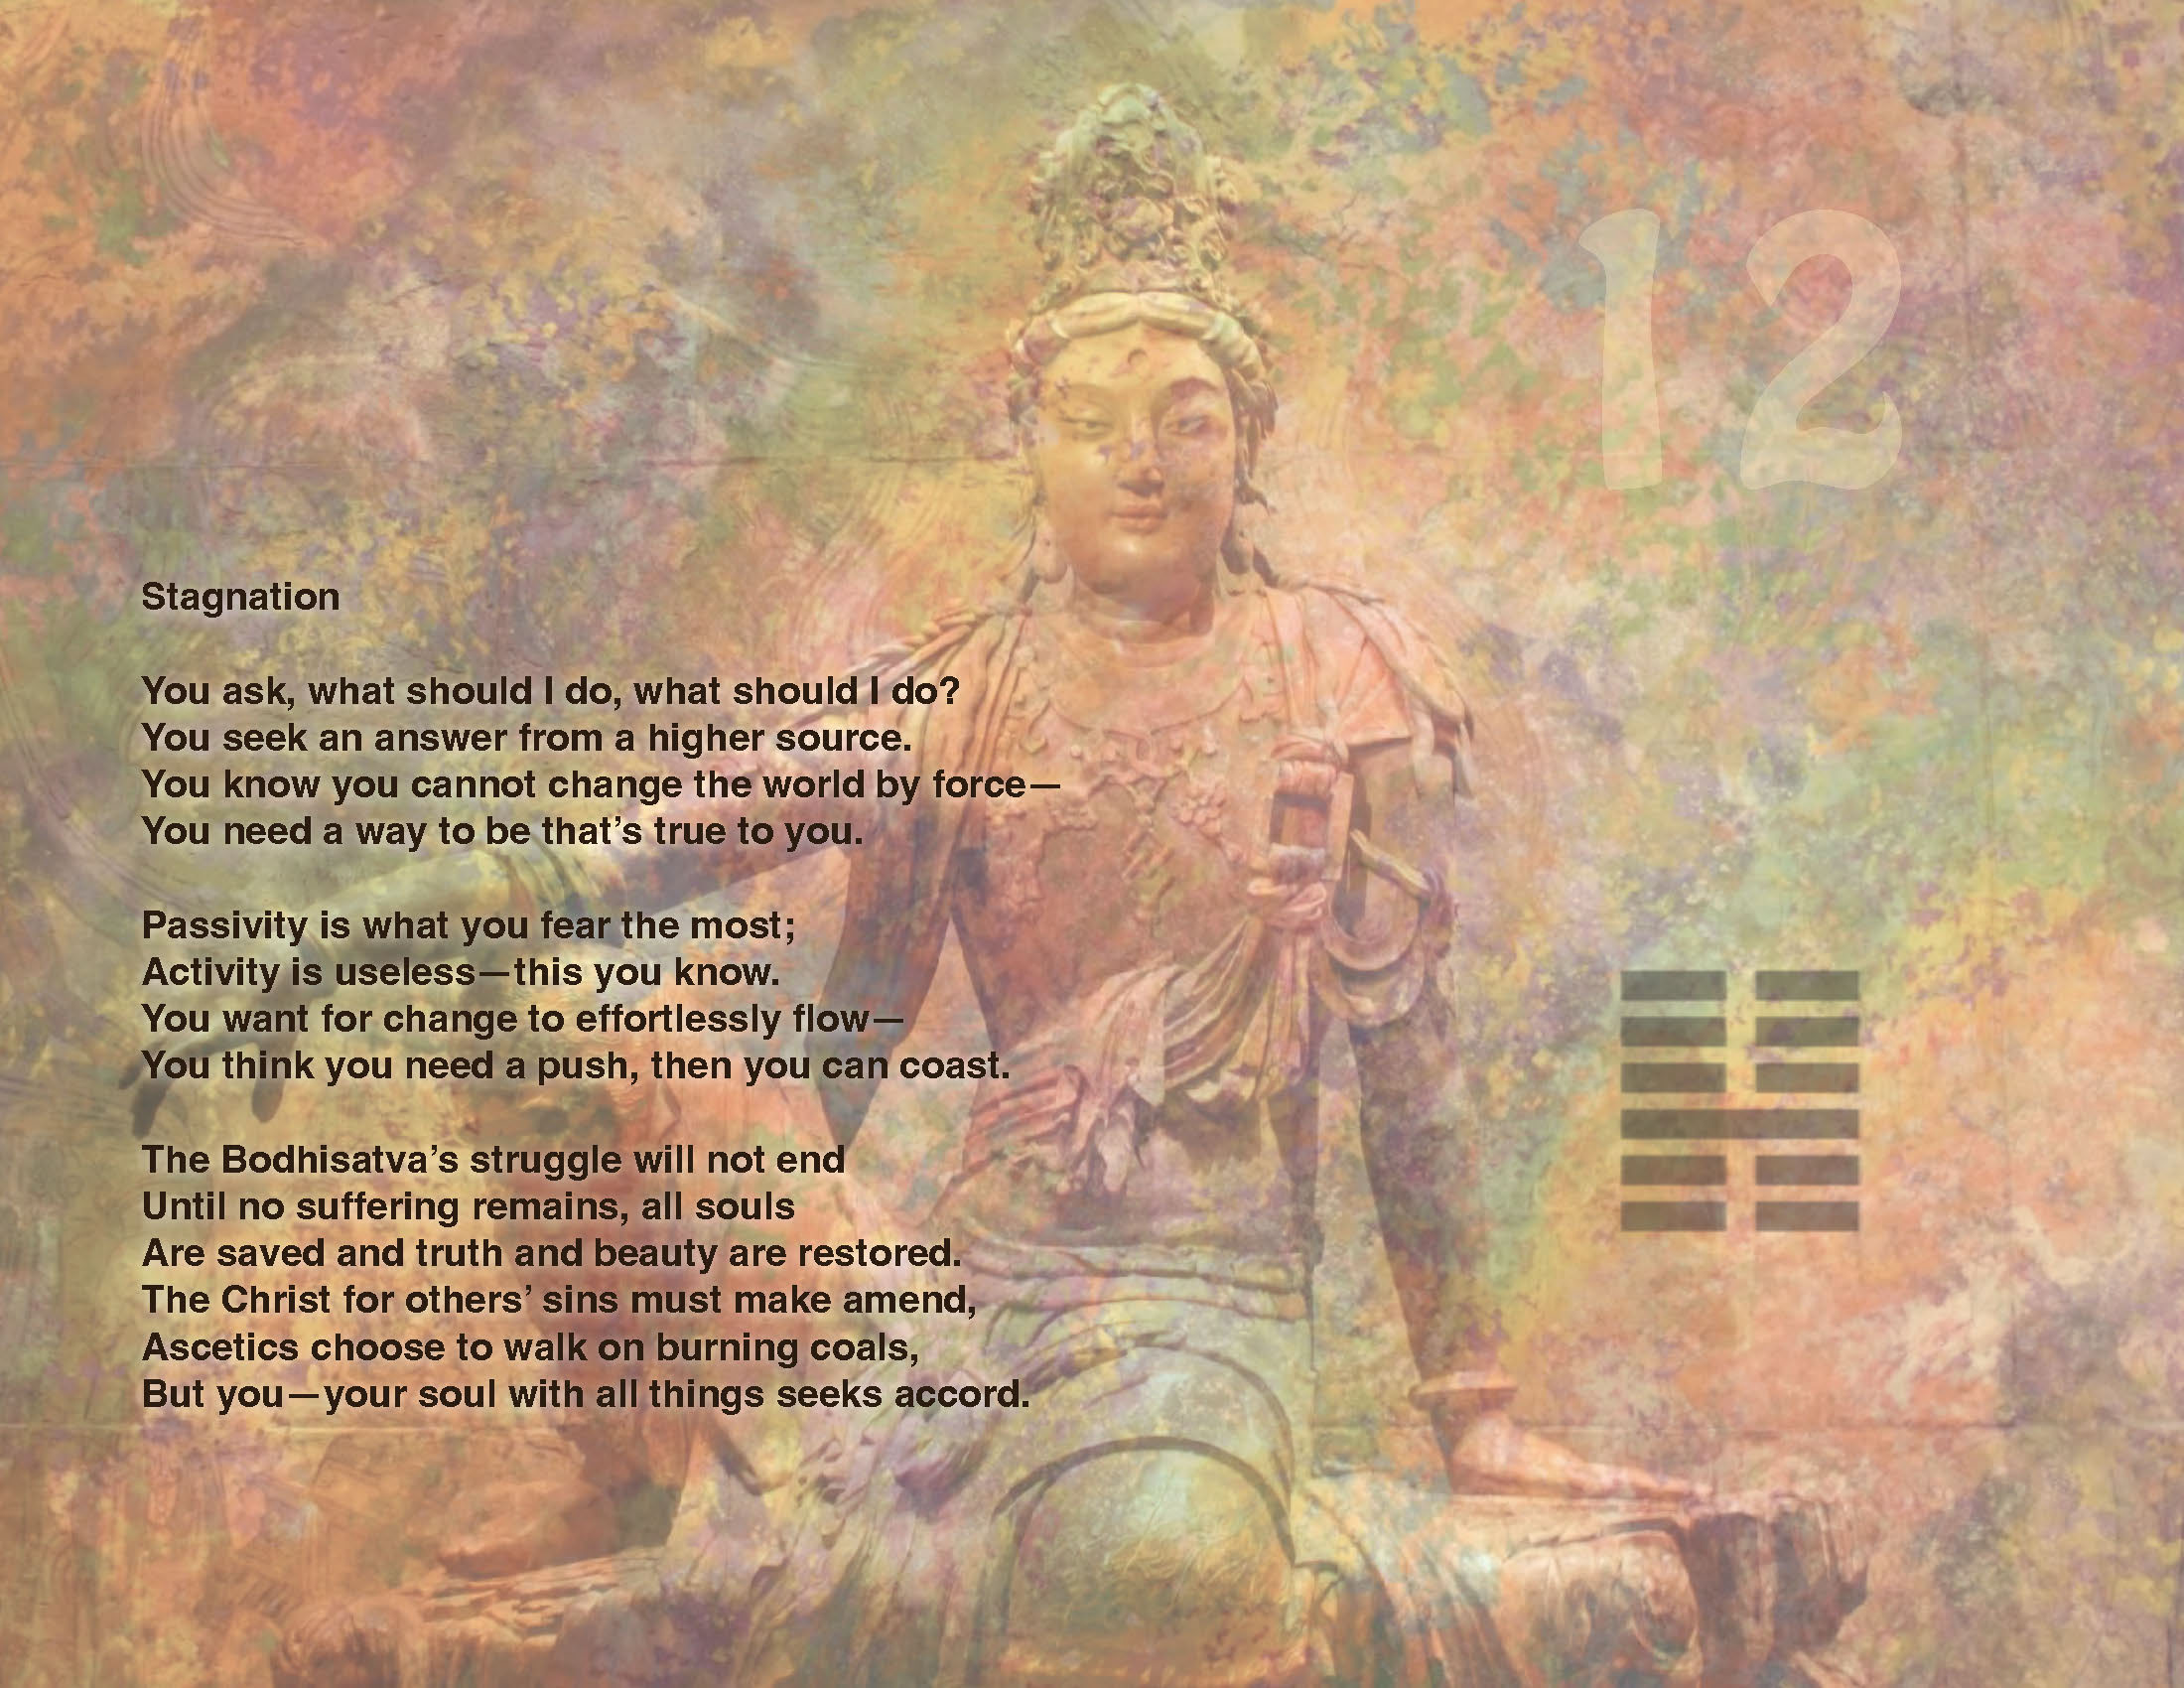 12
Stagnation
You ask, what should I do, what should I do?
You seek an answer from a higher source.
You know you cannot change the world by force—
You need a way to be that’s true to you.
Passivity is what you fear the most;
Activity is useless—this you know.
You want for change to effortlessly flow—
You think you need a push, then you can coast.
The Bodhisatva’s struggle will not end
Until no suffering remains, all souls
Are saved and truth and beauty are restored.
The Christ for others’ sins must make amend,
Ascetics choose to walk on burning coals,
But you—your soul with all things seeks accord.